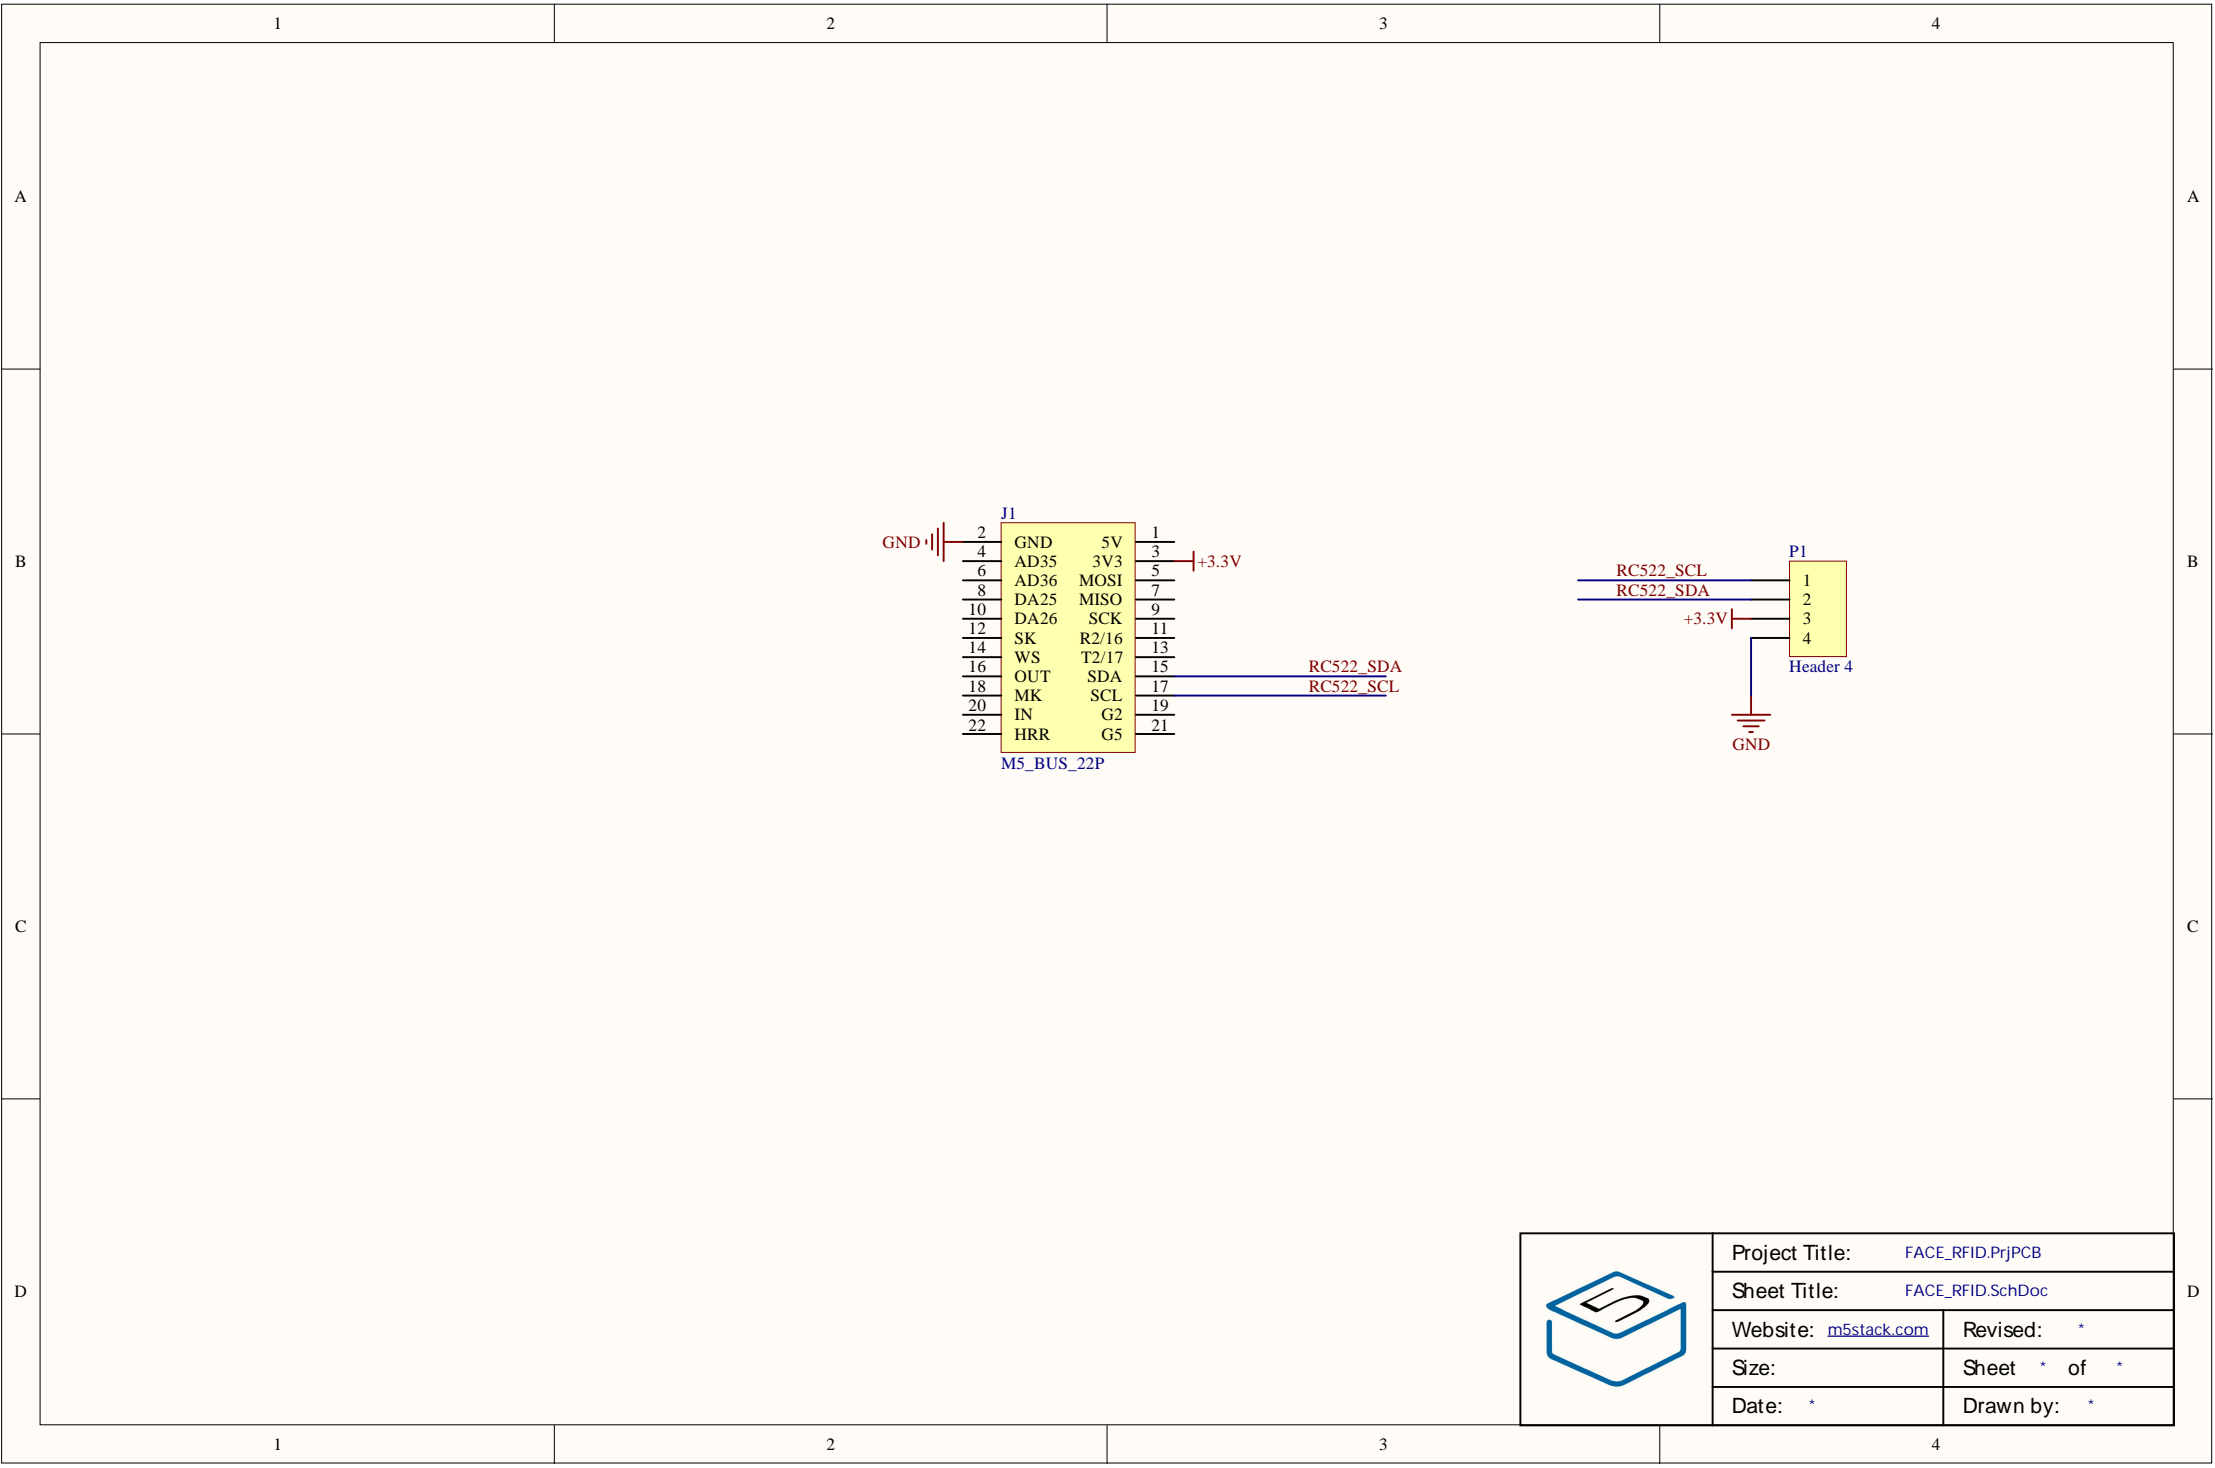 1 2 3 4
A A
J1
GND 2 GND 5V 1
4 AD35 3V3 3 +3.3V
6 AD36 MOSI 5
8 DA25 MISO 7
10 DA26 SCK 9
12 SK R2/16 11
14 WS T2/17 13
16 OUT SDA 15 RC522_SDA
18 MK SCL 17 RC522_SCL
20 IN G2 19
22 HRR G5 21
M5_BUS_22P
B B
P1
RC522_SCL 1
RC522_SDA 2
+3.3V 3
4
Header 4
GND
C C
D D
5
Project Title: FACE_RFID.PrjPCB
Sheet Title: FACE_RFID.SchDoc
Website: m5stack.com Revised: *
Size: Sheet * of *
Date: * Drawn by: *
1 2 3 4